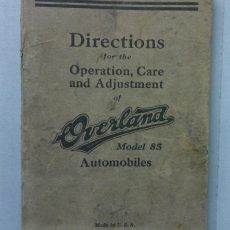 Directions
for the
Operation, Care
and Adjustment
of
Overland
Model 85
Automobiles
Made in U.S.A.